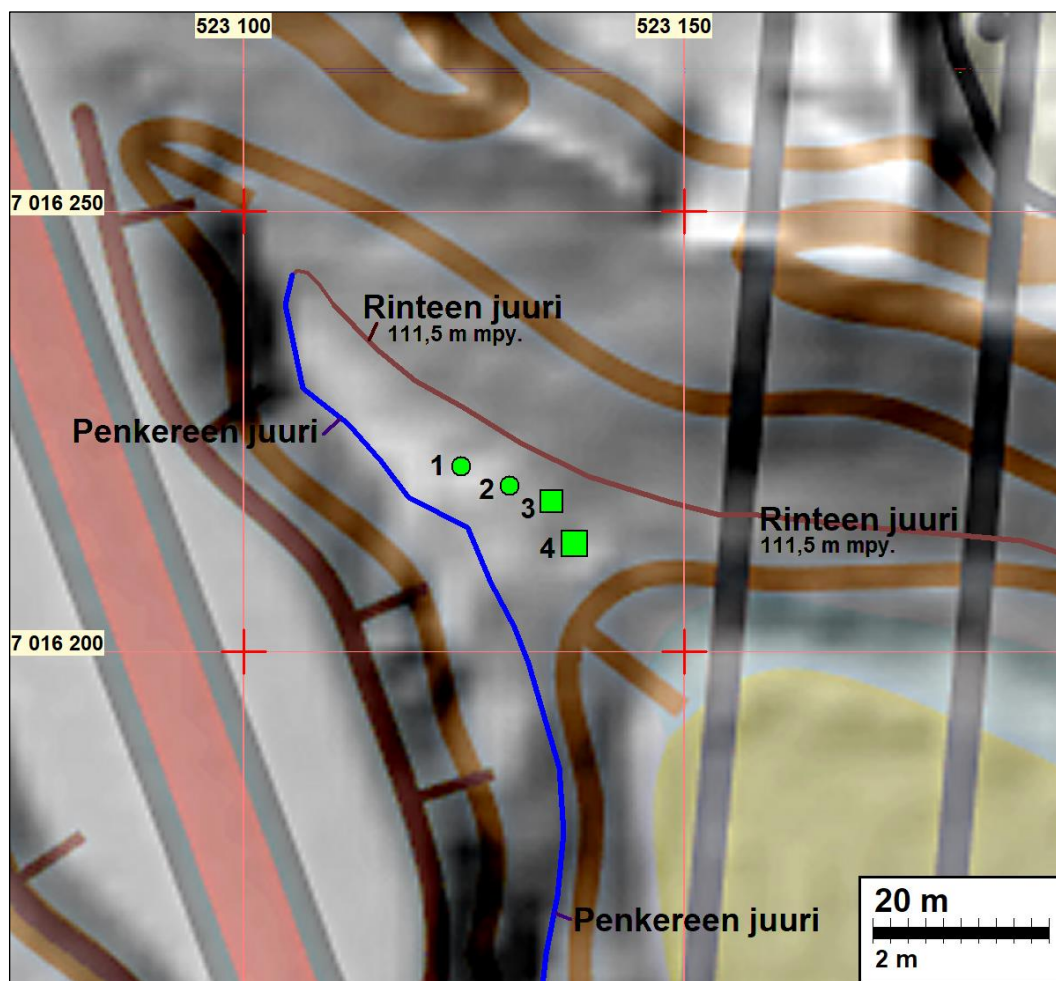 523 100
523 150
7 016 250
Rinteen juuri
111,5 m mpy.
Penkereen juuri
1
2
3
4
Rinteen juuri
111,5 m mpy.
7 016 200
Penkereen juuri
20 m
2 m